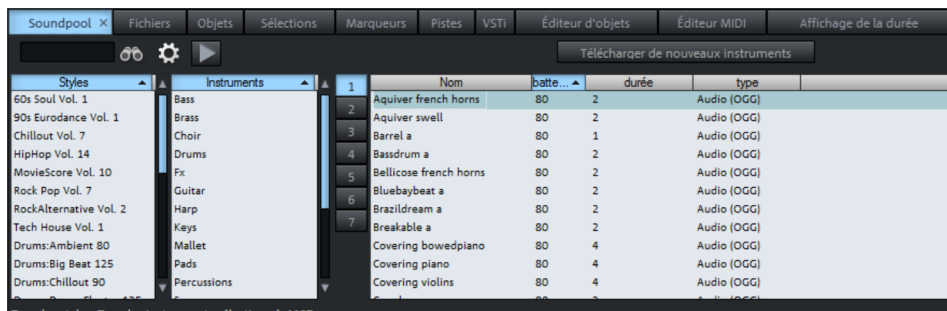 Soundpool × Fichiers Objets Sélections Marqueurs Pistes VSTi Éditeur d'objets Éditeur MIDI Affichage de la durée
Télécharger de nouveaux instruments
Styles Instruments 1 Nom batte... durée type
60s Soul Vol. 1 Bass Aquiver french horns 80 2 Audio (OGG)
2
90s Eurodance Vol. 1 Brass Aquiver swell 80 2 Audio (OGG)
3
Chillout Vol. 7 Choir Barrel a 80 1 Audio (OGG)
4
HipHop Vol. 14 Drums Bassdrum a 80 2 Audio (OGG)
5
MovieScore Vol. 10 Fx Bellicose french horns 80 2 Audio (OGG)
6
Rock Pop Vol. 7 Guitar Bluebaybeat a 80 2 Audio (OGG)
RockAlternative Vol. 2 Harp Brazildream a 80 2 Audio (OGG)
7
Tech House Vol. 1 Keys Breakable a 80 2 Audio (OGG)
Drums:Ambient 80 Mallet Covering bowedpiano 80 4 Audio (OGG)
Drums:Big Beat 125 Pads Covering piano 80 4 Audio (OGG)
Drums:Chillout 90 Percussions Covering violins 80 4 Audio (OGG)